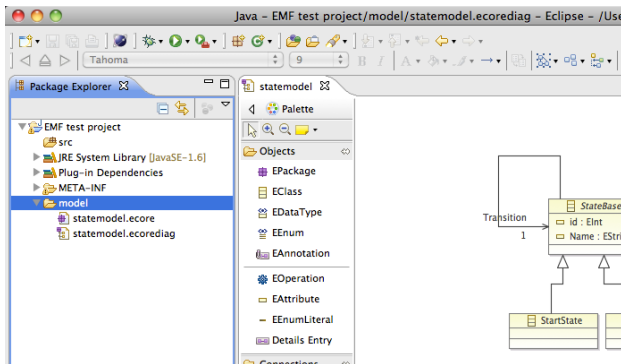 Java – EMF test project/model/statemodel.ecorediag – Eclipse – /Use
Tahoma
9
B I A
Package Explorer
EMF test project
src
JRE System Library [JavaSE-1.6]
Plug-in Dependencies
META-INF
model
statemodel.ecore
statemodel.ecorediag
statemodel
Palette
Objects
EPackage
EClass
EDataType
EEnum
EAnnotation
EOperation
EAttribute
EEnumLiteral
Details Entry
Connections
Transition
1
StateBase
id : EInt
Name : EStri
StartState